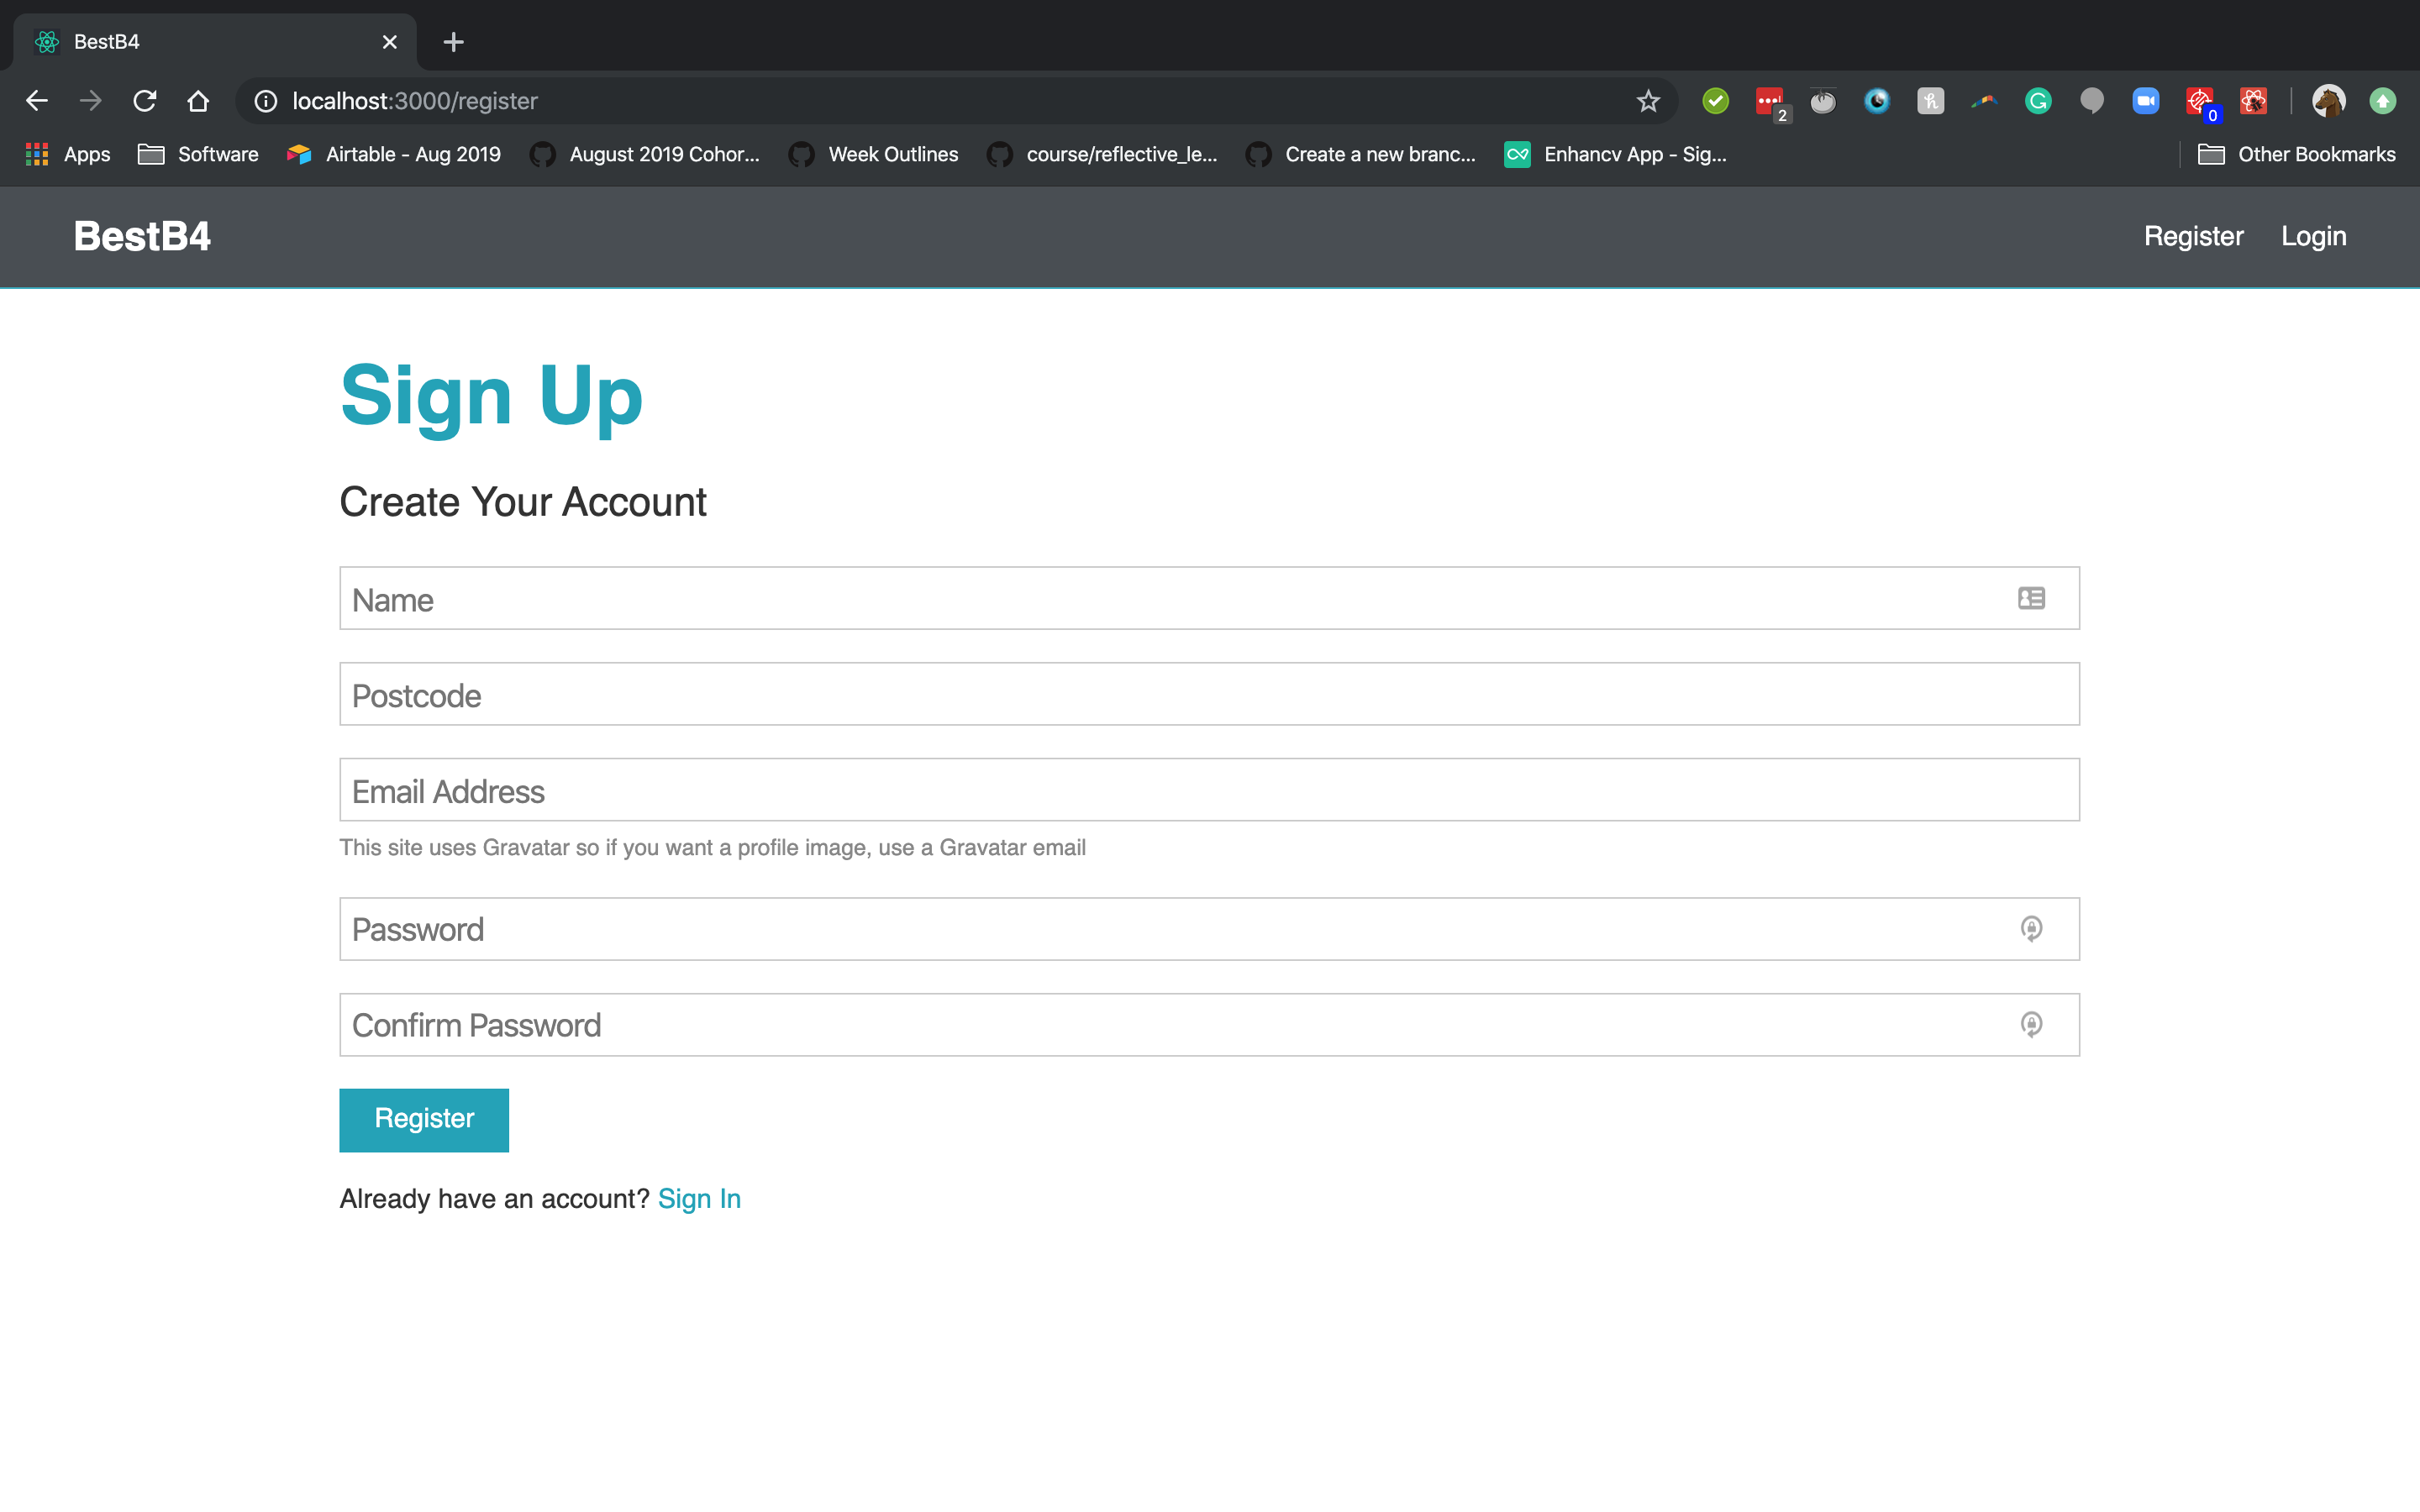 BestB4
localhost:3000/register
2
0
Apps Software Airtable - Aug 2019 August 2019 Cohor... Week Outlines course/reflective_le... Create a new branc... Enhancv App - Sig... Other Bookmarks
BestB4 Register Login
Sign Up
Create Your Account
Name
Postcode
Email Address
This site uses Gravatar so if you want a profile image, use a Gravatar email
Password
Confirm Password
Register
Already have an account? Sign In